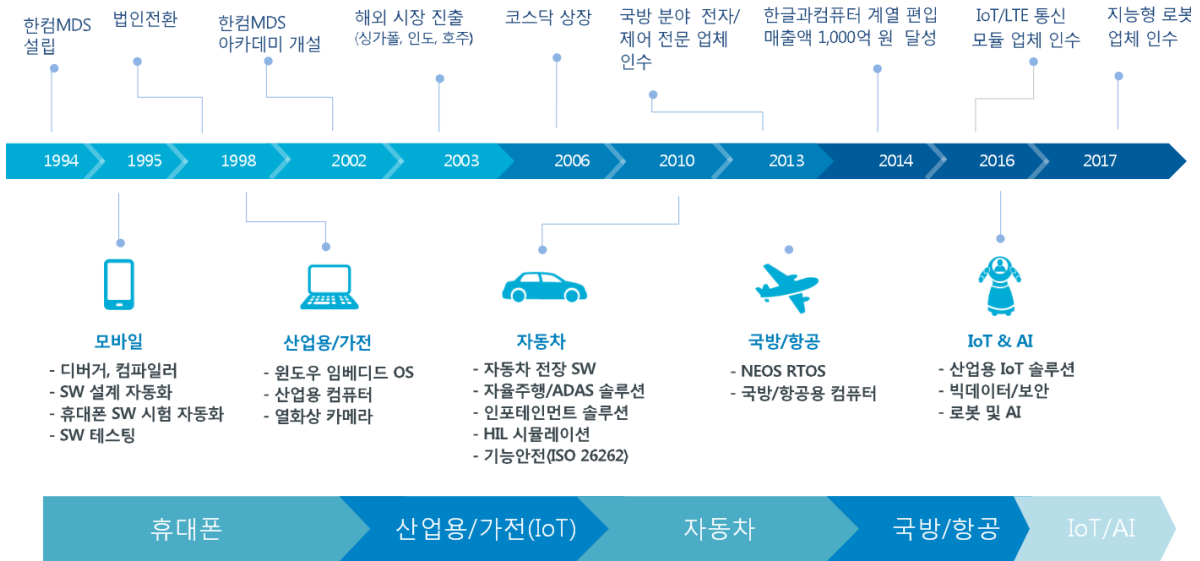 한컴MDS
설립
법인전환
한컴MDS
아카데미 개설
해외 시장 진출
(싱가폴, 인도, 호주)
코스닥 상장
국방 분야 전자/
제어 전문 업체
인수
한글과컴퓨터 계열 편입
매출액 1,000억 원 달성
IoT/LTE 통신
모듈 업체 인수
지능형 로봇
업체 인수
1994 1995 1998 2002 2003 2006 2010 2013 2014 2016 2017
모바일
- 디버거, 컴파일러
- SW 설계 자동화
- 휴대폰 SW 시험 자동화
- SW 테스팅
산업용/가전
- 윈도우 임베디드 OS
- 산업용 컴퓨터
- 열화상 카메라
자동차
- 자동차 전장 SW
- 자율주행/ADAS 솔루션
- 인포테인먼트 솔루션
- HIL 시뮬레이션
- 기능안전(ISO 26262)
국방/항공
- NEOS RTOS
- 국방/항공용 컴퓨터
IoT & AI
- 산업용 IoT 솔루션
- 빅데이터/보안
- 로봇 및 AI
휴대폰 산업용/가전(IoT) 자동차 국방/항공 IoT/AI